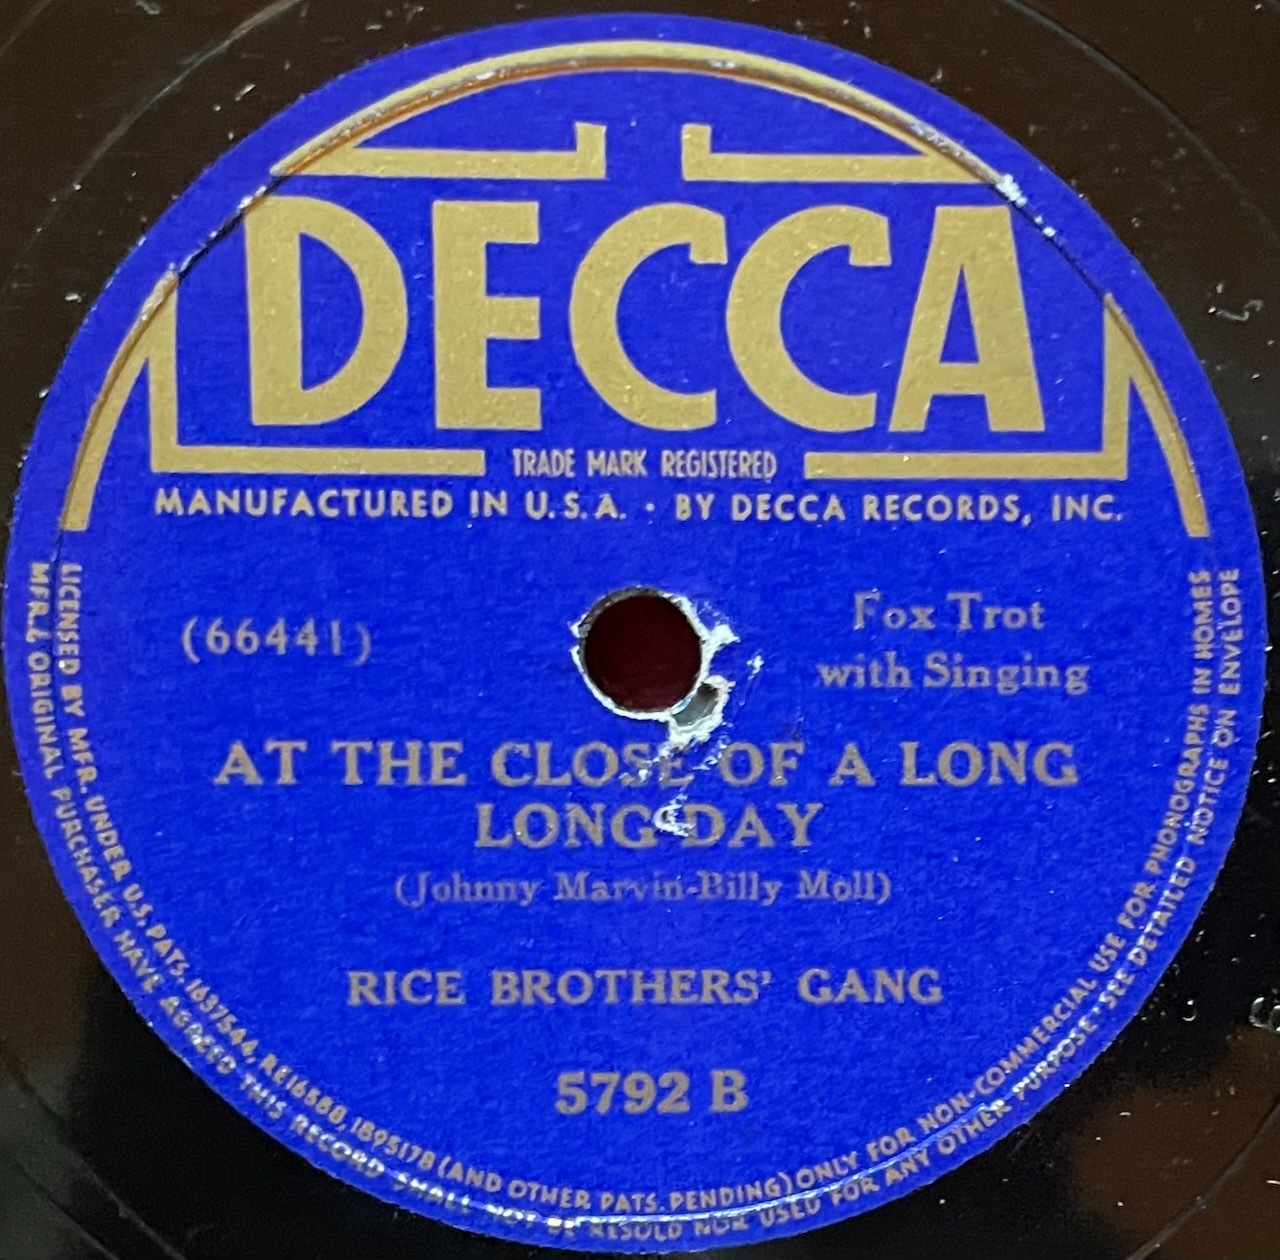 DECCA
TRADE MARK REGISTERED
MANUFACTURED IN U.S.A. · BY DECCA RECORDS, INC.
(66441)
Fox Trot
with Singing
AT THE CLOSE OF A LONG
LONG DAY
(Johnny Marvin-Billy Moll)
RICE BROTHERS' GANG
5792 B
LICENSED BY MFR. UNDER U.S. PATS. 1637544, RE16588, 1895178 (AND OTHER PATS. PENDING) ONLY FOR NON-COMMERCIAL USE FOR PHONOGRAPHS IN HOMES
MFR. & ORIGINAL PURCHASER HAVE AGREED THIS RECORD SHALL NOT BE RESOLD NOR USED FOR ANY OTHER PURPOSE·SEE DETAILED NOTICE ON ENVELOPE